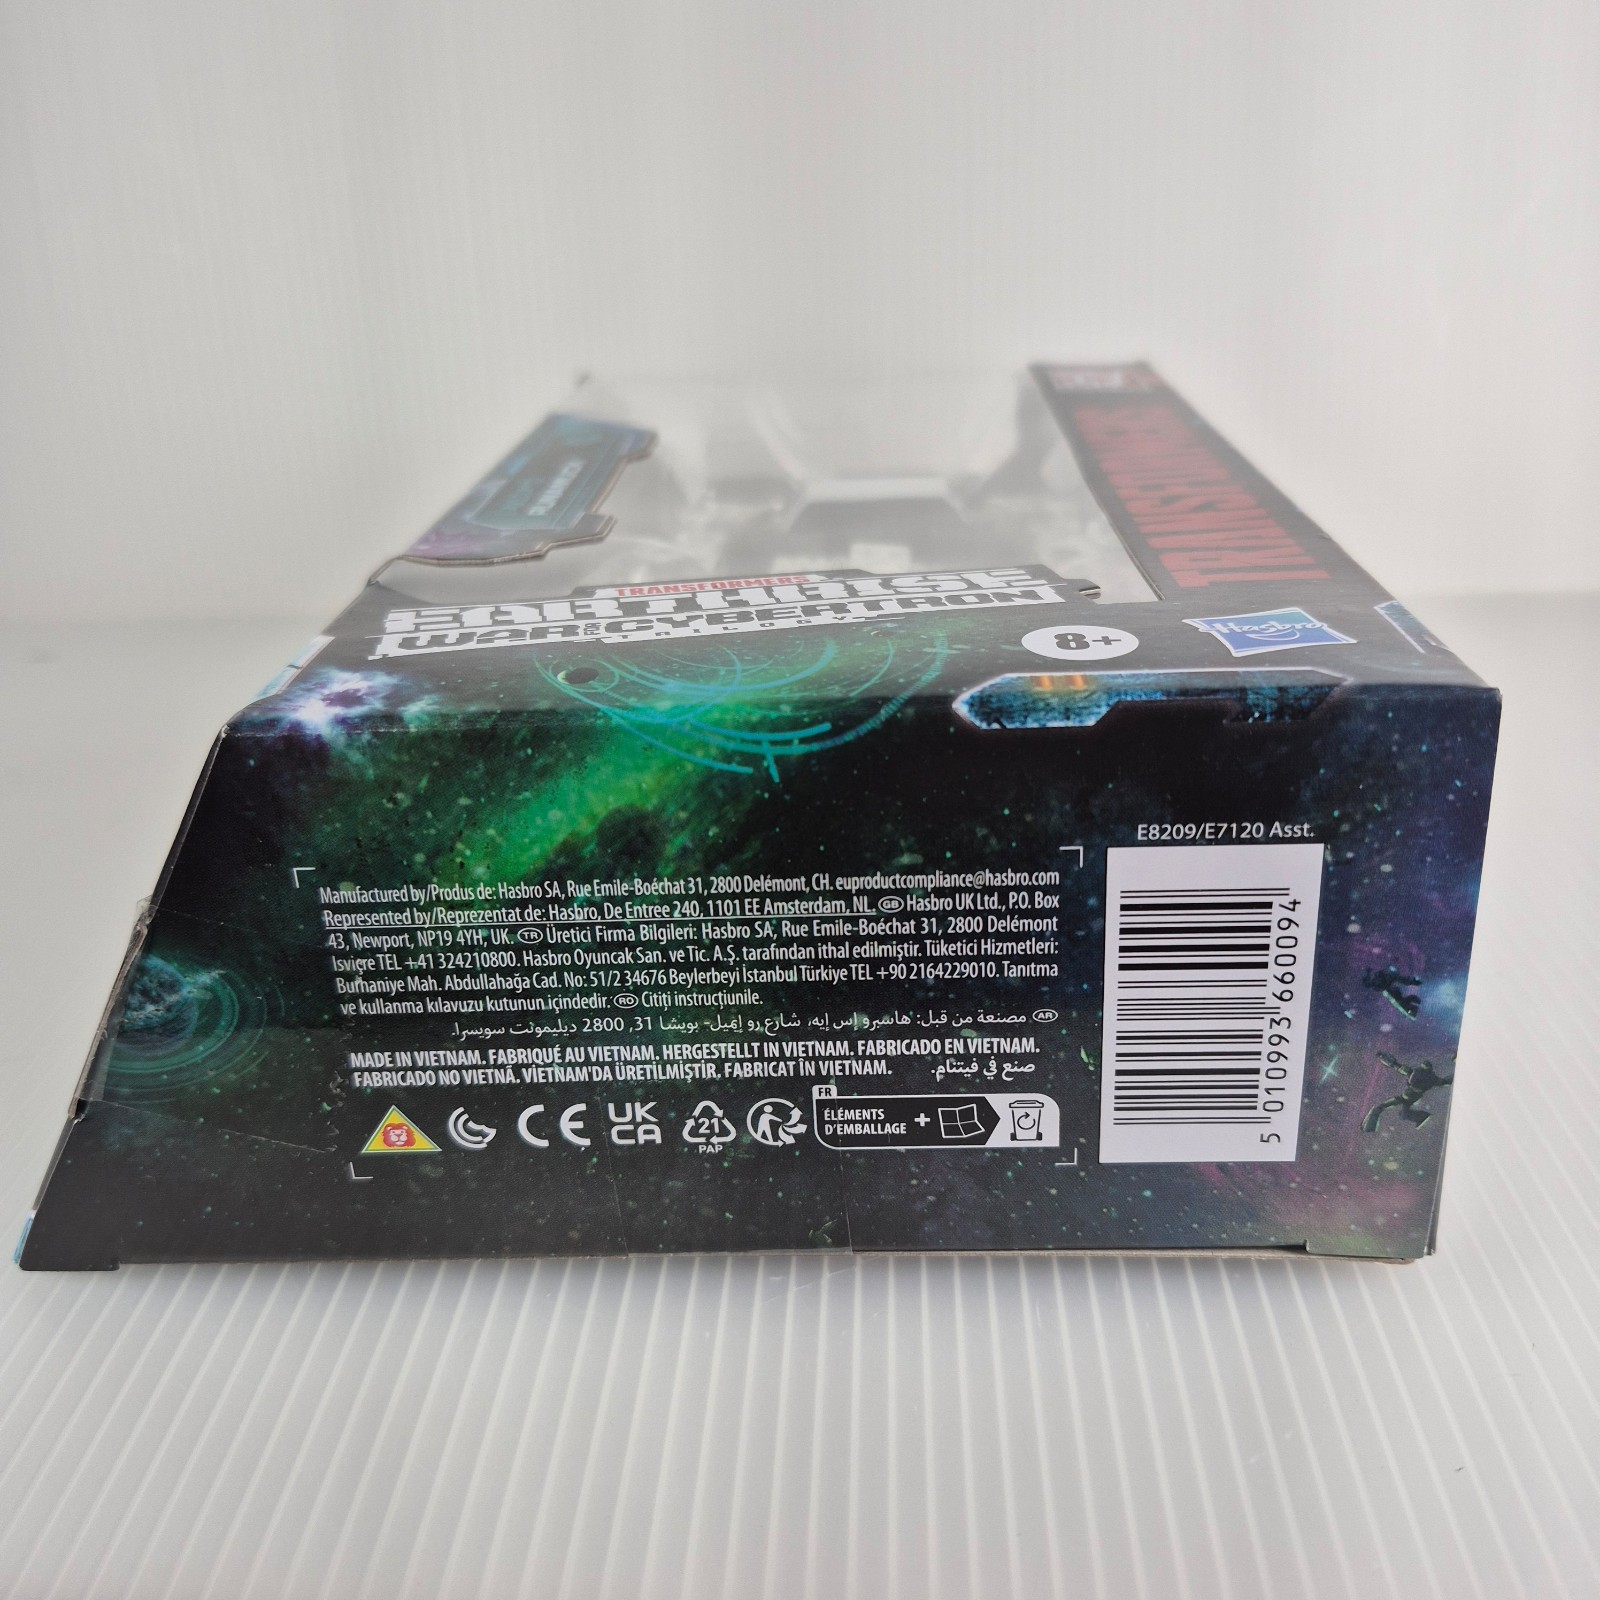 TRANSFORMERS
TRANSFORMERS
EARTHRISE
WAR FOR CYBERTRON
TRILOGY
8+
Hasbro
E8209/E7120 Asst.
Manufactured by/Produs de: Hasbro SA, Rue Emile-Boéchat 31, 2800 Delémont, CH. euproductcompliance@hasbro.com
Represented by/Reprezentat de: Hasbro, De Entree 240, 1101 EE Amsterdam, NL. GB Hasbro UK Ltd., P.O. Box
43, Newport, NP19 4YH, UK. TR Üretici Firma Bilgileri: Hasbro SA, Rue Emile-Boéchat 31, 2800 Delémont
Isviçre TEL +41 324210800. Hasbro Oyuncak San. ve Tic. A.Ş. tarafından ithal edilmiştir. Tüketici Hizmetleri:
Burhaniye Mah. Abdullahağa Cad. No: 51/2 34676 Beylerbeyi İstanbul Türkiye TEL +90 2164229010. Tanıtma
ve kullanma kılavuzu kutunun içindedir. RO Citiți instrucțiunile.
AR مصنعة من قبل: هاسبرو إس إيه، شارع رو إميل- بويشا 31, 2800 ديليمونت سويسرا.
MADE IN VIETNAM. FABRIQUÉ AU VIETNAM. HERGESTELLT IN VIETNAM. FABRICADO EN VIETNAM.
FABRICADO NO VIETNÃ. VİETNAM'DA ÜRETİLMİŞTİR. FABRICAT ÎN VIETNAM. صنع في فيتنام.
CE
UK
CA
21
PAP
FR
ÉLÉMENTS
D'EMBALLAGE +
5 010993 660094